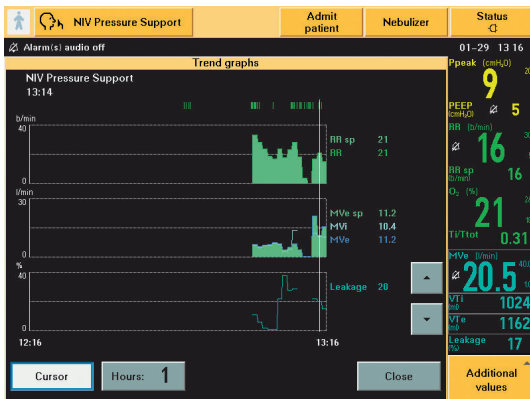 NIV Pressure Support
Admit patient
Nebulizer
Status
Alarm(s) audio off
01-29 13 16
Trend graphs
NIV Pressure Support
13:14
b/min
40
0
RR sp 21
RR 21
l/min
30
0
MVe sp 11.2
MVi 10.4
MVe 11.2
%
40
0
Leakage 20
12:16
13:16
Cursor
Hours: 1
Close
Ppeak (cmH2O)
9
PEEP
(cmH2O)
5
RR (b/min)
16
RR sp
(b/min)
16
O2 (%)
21
Ti/Ttot 0.31
MVe (l/min)
20.5
VTi
(ml)
1024
VTe
(ml)
1162
Leakage
(%)
17
Additional
values